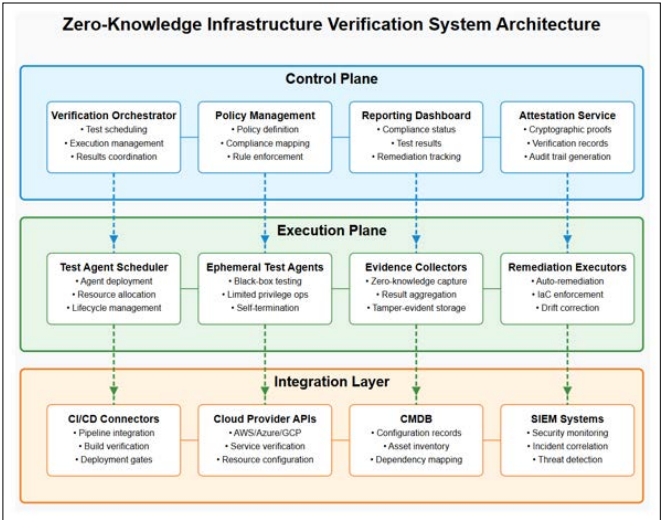 Zero-Knowledge Infrastructure Verification System Architecture
Control Plane
Verification Orchestrator
• Test scheduling
• Execution management
• Results coordination
Policy Management
• Policy definition
• Compliance mapping
• Rule enforcement
Reporting Dashboard
• Compliance status
• Test results
• Remediation tracking
Attestation Service
• Cryptographic proofs
• Verification records
• Audit trail generation
Execution Plane
Test Agent Scheduler
• Agent deployment
• Resource allocation
• Lifecycle management
Ephemeral Test Agents
• Black-box testing
• Limited privilege ops
• Self-termination
Evidence Collectors
• Zero-knowledge capture
• Result aggregation
• Tamper-evident storage
Remediation Executors
• Auto-remediation
• IaC enforcement
• Drift correction
Integration Layer
CI/CD Connectors
• Pipeline integration
• Build verification
• Deployment gates
Cloud Provider APIs
• AWS/Azure/GCP
• Service verification
• Resource configuration
CMDB
• Configuration records
• Asset inventory
• Dependency mapping
SIEM Systems
• Security monitoring
• Incident correlation
• Threat detection